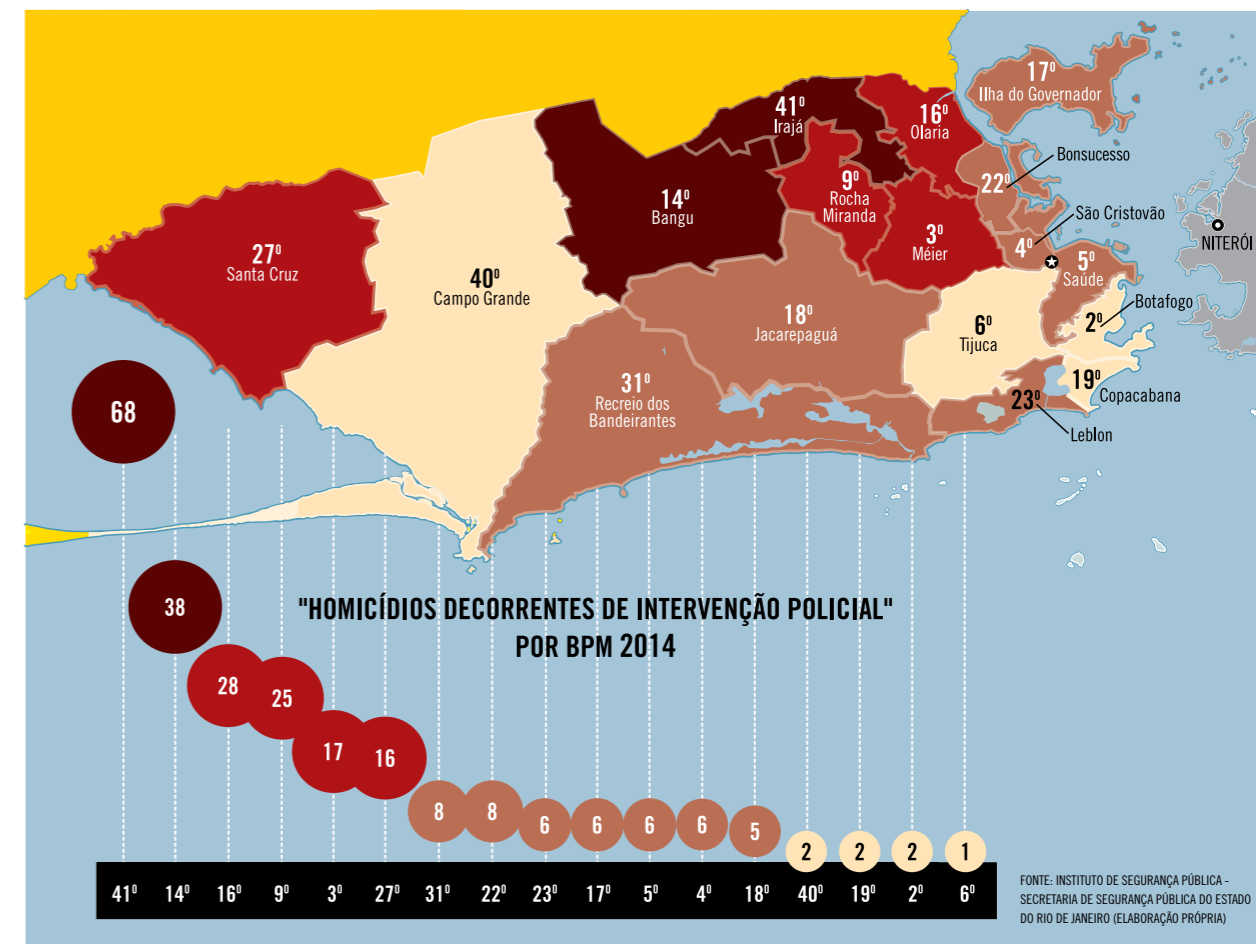 17º
Ilha do Governador
41º
Irajá
16º
Olaria
Bonsucesso
22º
14º
Bangu
9º
Rocha
Miranda
São Cristovão
3º
Méier
4º
NITERÓI
27º
Santa Cruz
40º
Campo Grande
5º
Saúde
Botafogo
2º
18º
Jacarepaguá
6º
Tijuca
31º
Recreio dos
Bandeirantes
19º
Copacabana
23º
Leblon
68
38
"HOMICÍDIOS DECORRENTES DE INTERVENÇÃO POLICIAL"
POR BPM 2014
28
25
17
16
8
8
6
6
6
6
5
2
2
2
1
41º 14º 16º 9º 3º 27º 31º 22º 23º 17º 5º 4º 18º 40º 19º 2º 6º
FONTE: INSTITUTO DE SEGURANÇA PÚBLICA -
SECRETARIA DE SEGURANÇA PÚBLICA DO ESTADO
DO RIO DE JANEIRO (ELABORAÇÃO PRÓPRIA)